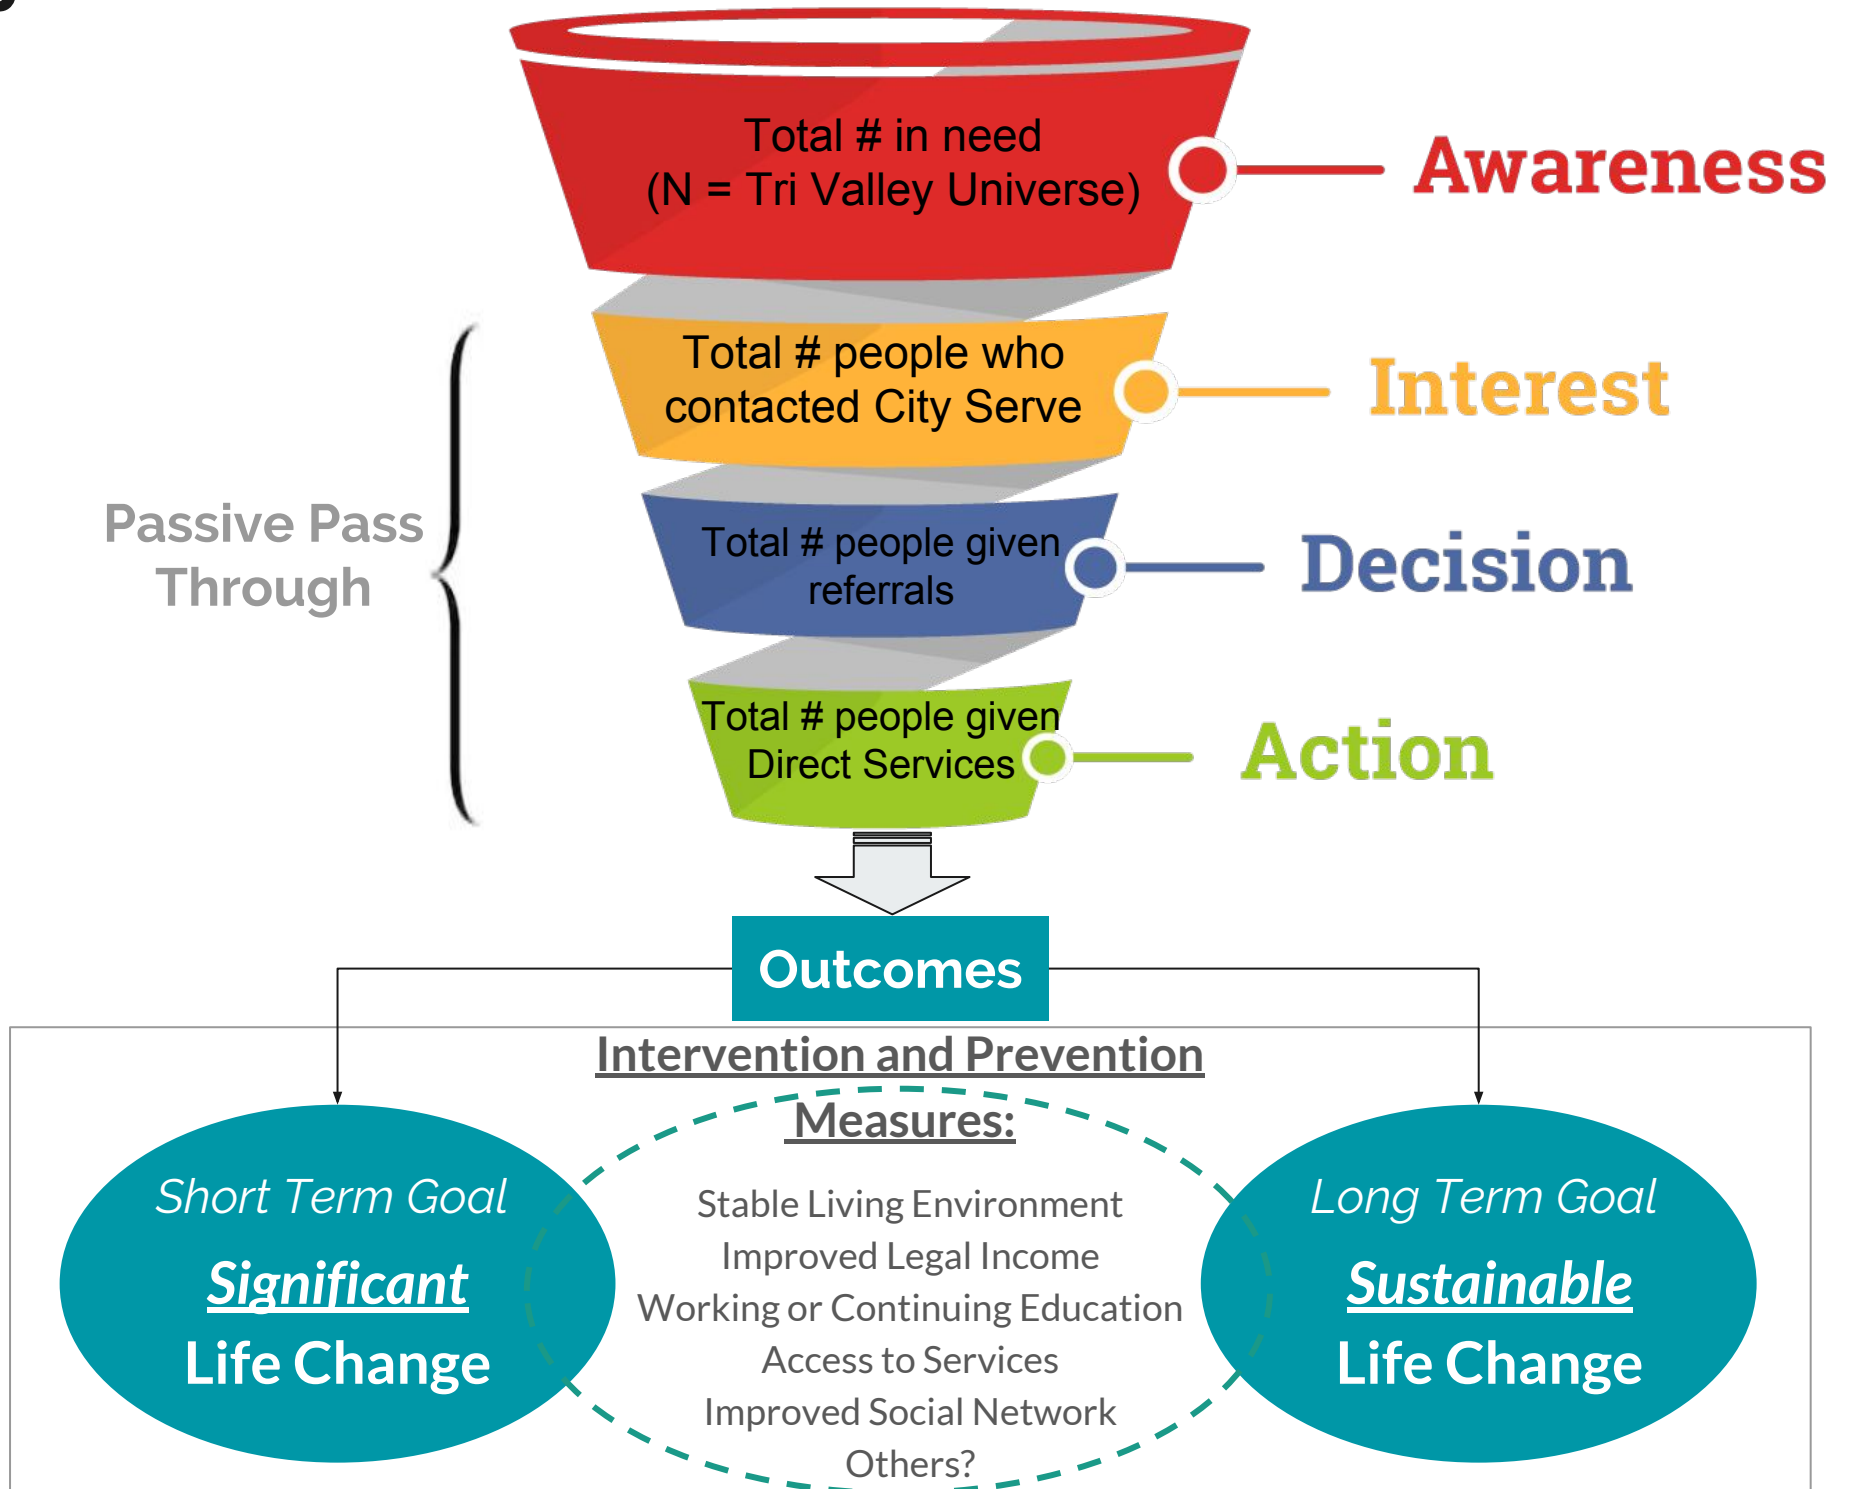 Total # in need
(N = Tri Valley Universe)
Awareness
Total # people who
contacted City Serve
Interest
Passive Pass
Through
Total # people given
referrals
Decision
Total # people given
Direct Services
Action
Outcomes
Intervention and Prevention
Measures:
Short Term Goal
Significant
Life Change
Stable Living Environment
Improved Legal Income
Working or Continuing Education
Access to Services
Improved Social Network
Others?
Long Term Goal
Sustainable
Life Change